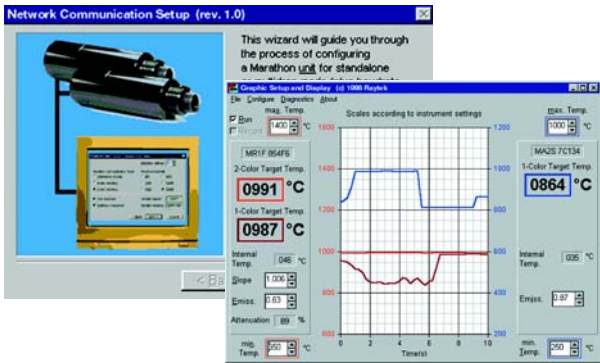 Network Communication Setup (rev. 1.0)
This wizard will guide you through
the process of configuring
a Marathon unit for standalone
Graphic Setup and Display (c) 1998 Raytek
File Configure Diagnostics About
max. Temp.
Run
Record
1400 °C
Scales according to instrument settings
max. Temp.
1000 °C
MR1F 054F6
2-Color Target Temp.
0991 °C
1-Color Target Temp.
0987 °C
Internal Temp. 046 °C
Slope 1.006
Emiss. 0.63
Attenuation 89 %
min. Temp. 550 °C
1600
1400
1200
1000
800
600
1,200
1,000
800
600
400
200
0 2 4 6 8 10
Time(s)
MA2S 7C134
1-Color Target Temp.
0864 °C
Internal Temp. 035 °C
Emiss. 0.87
min. Temp. 250 °C